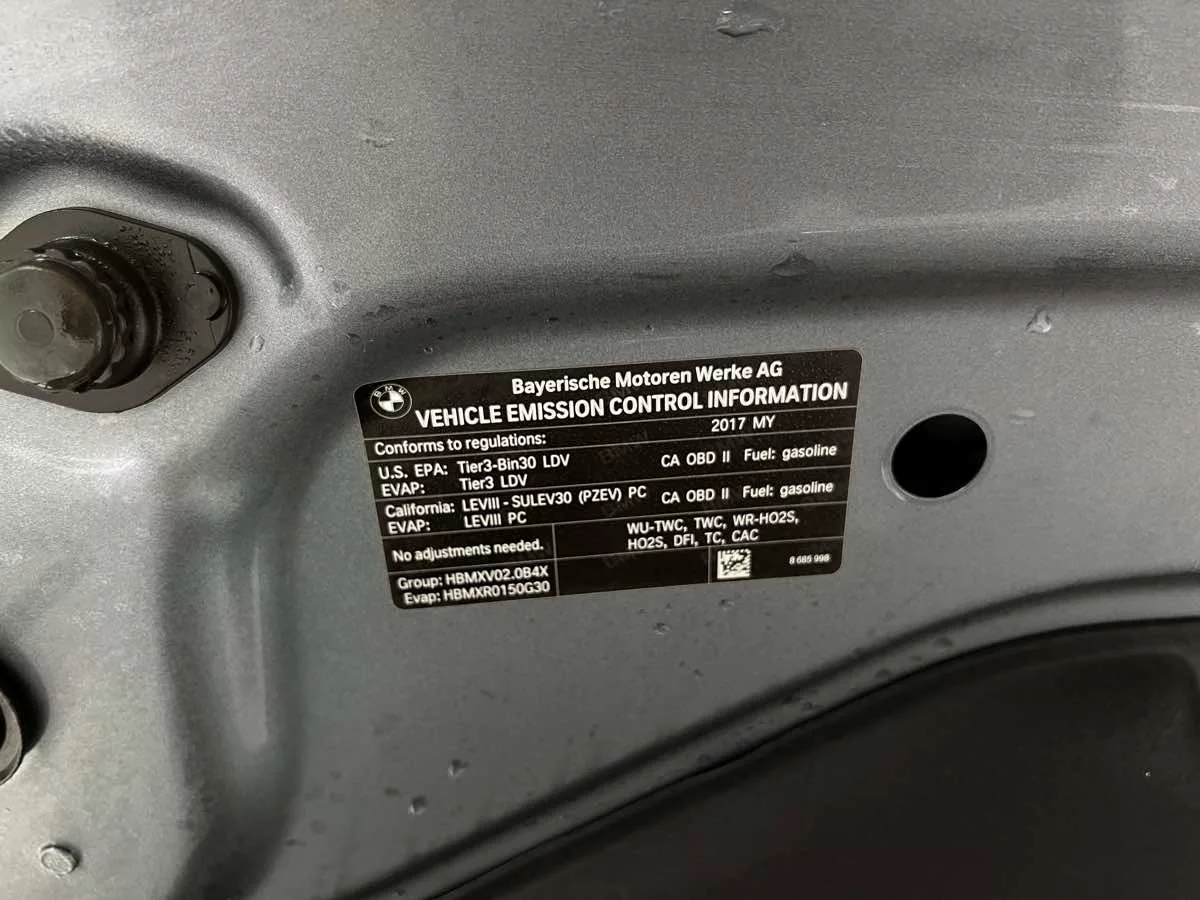 BMW
Bayerische Motoren Werke AG
VEHICLE EMISSION CONTROL INFORMATION
Conforms to regulations: 2017 MY
U.S. EPA: Tier3-Bin30 LDV CA OBD II Fuel: gasoline
EVAP: Tier3 LDV
California: LEVIII - SULEV30 (PZEV) PC CA OBD II Fuel: gasoline
EVAP: LEVIII PC
No adjustments needed.
WU-TWC, TWC, WR-HO2S,
HO2S, DFI, TC, CAC
Group: HBMXV02.0B4X
Evap: HBMXR0150G30
8 685 998